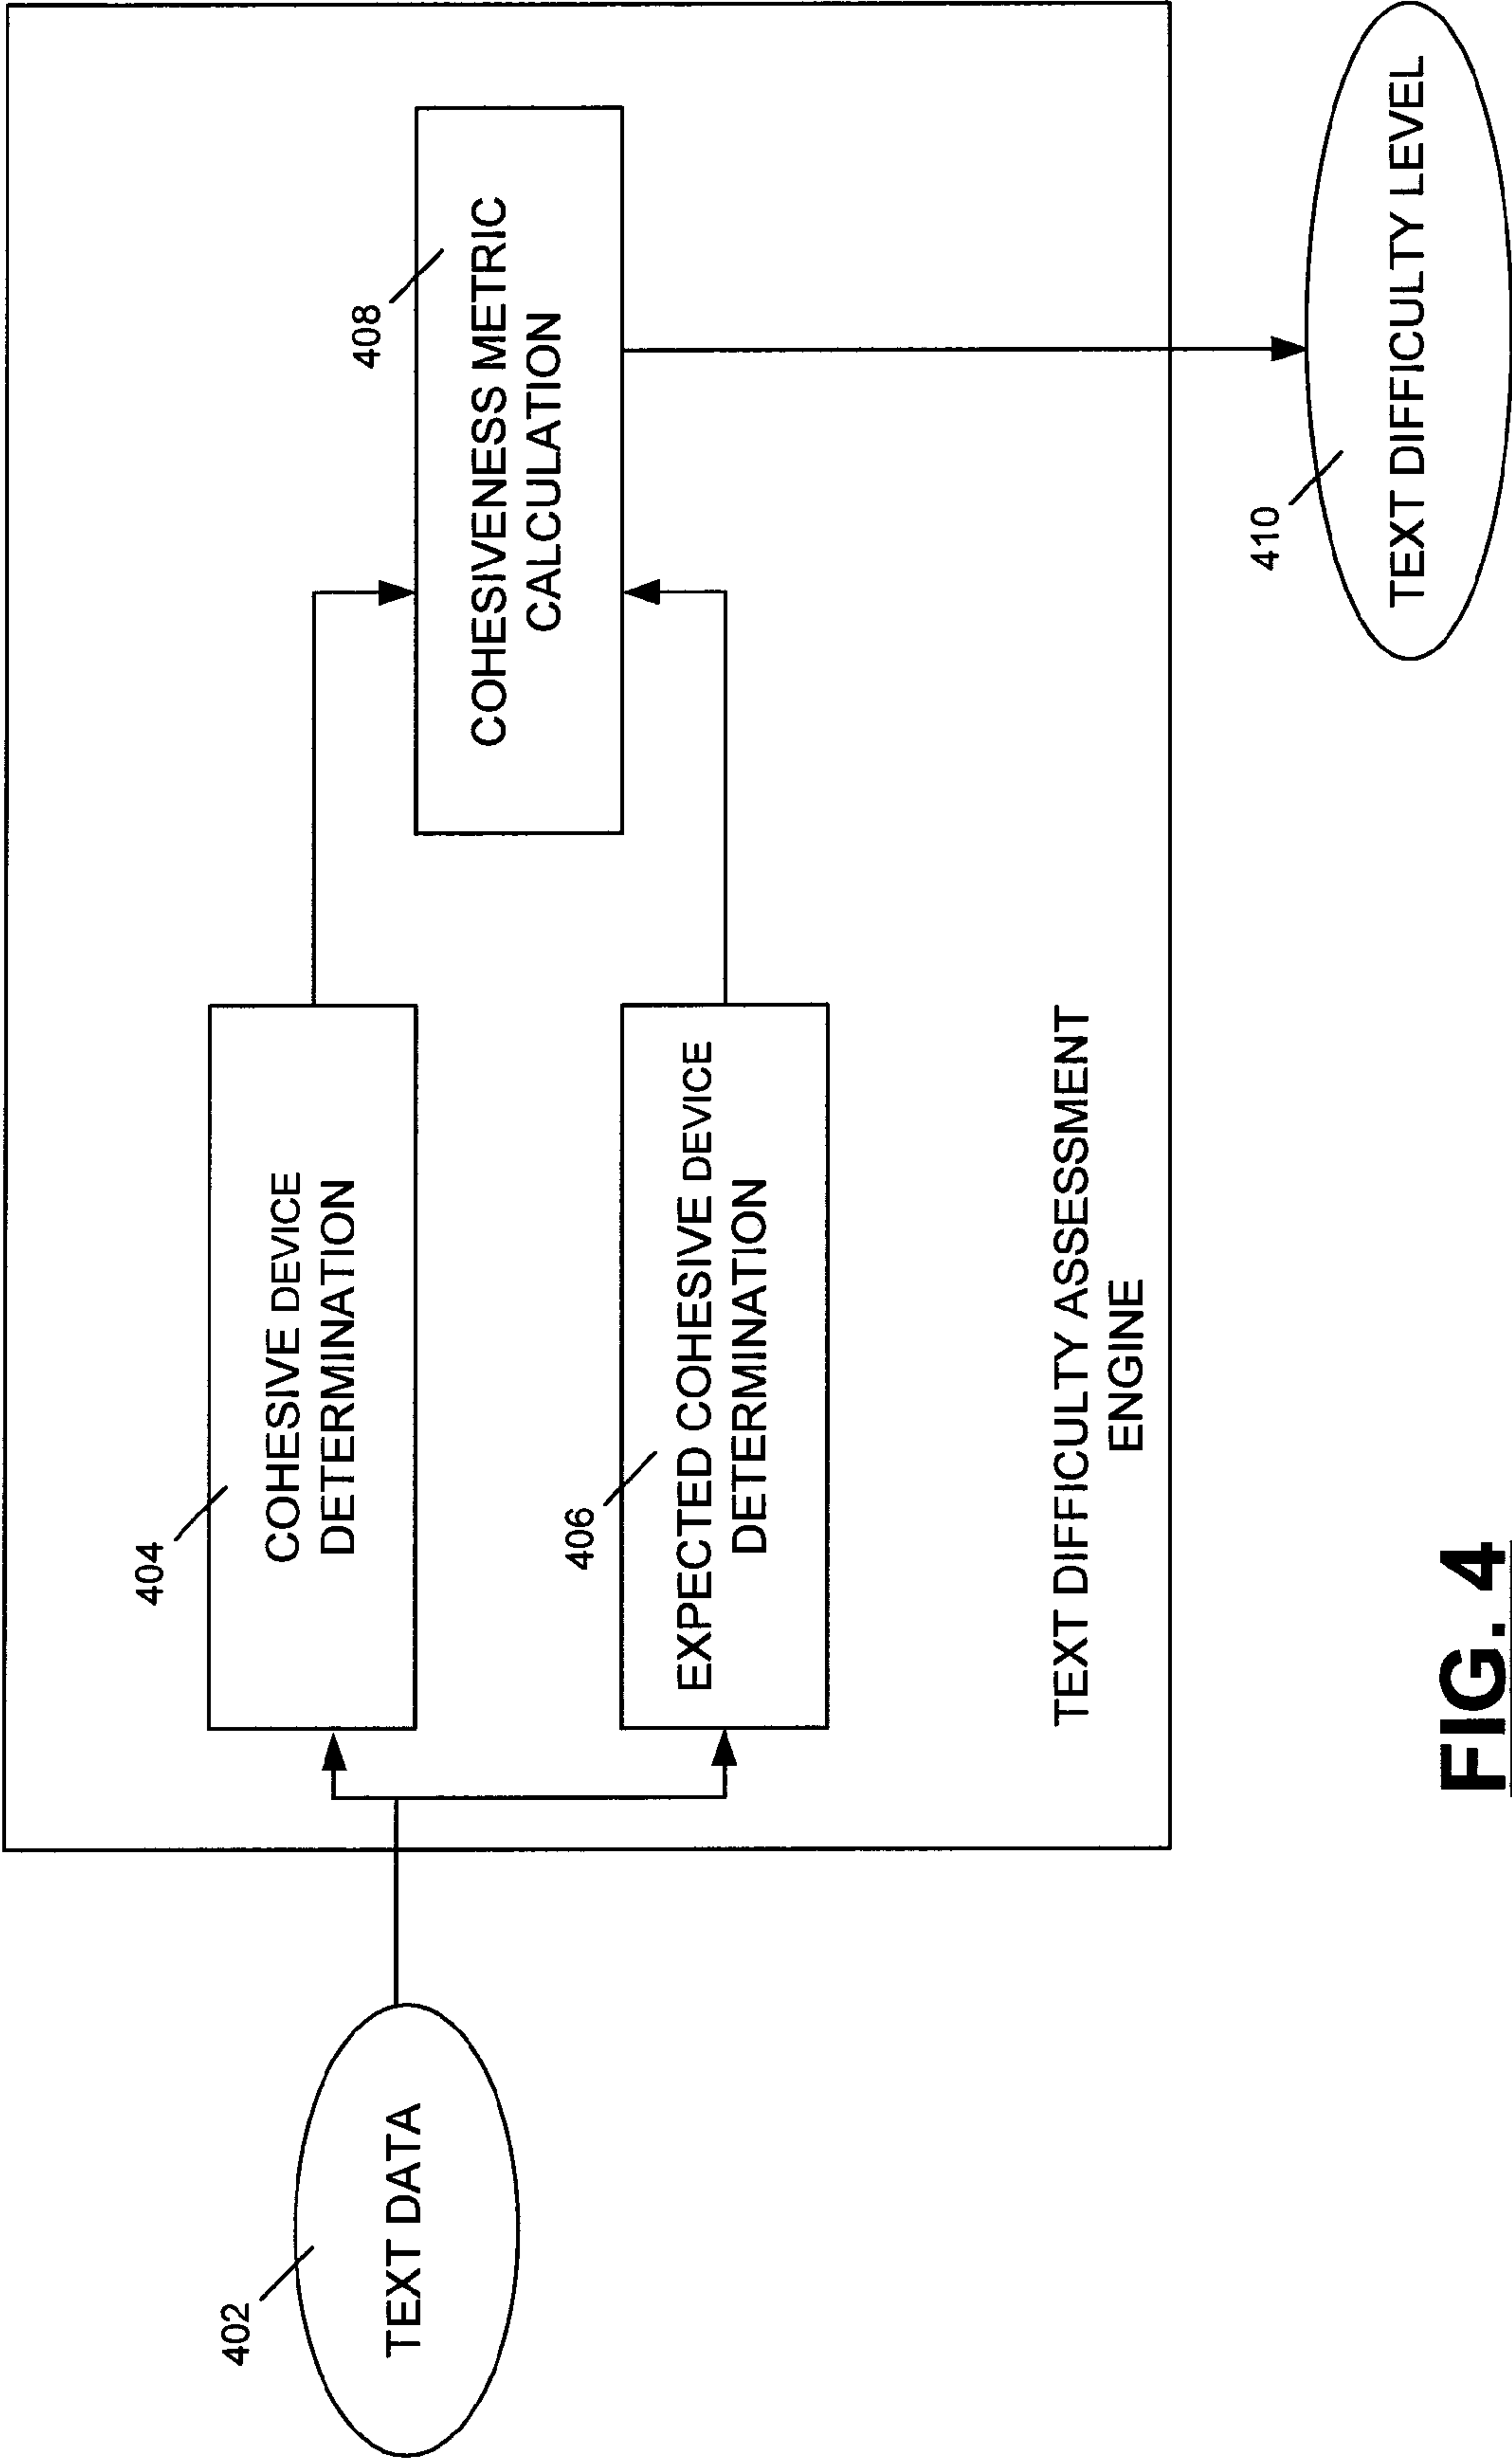 402
TEXT DATA
404
COHESIVE DEVICE
DETERMINATION
406
EXPECTED COHESIVE DEVICE
DETERMINATION
408
COHESIVENESS METRIC
CALCULATION
TEXT DIFFICULTY ASSESSMENT
ENGINE
410
TEXT DIFFICULTY LEVEL
FIG. 4